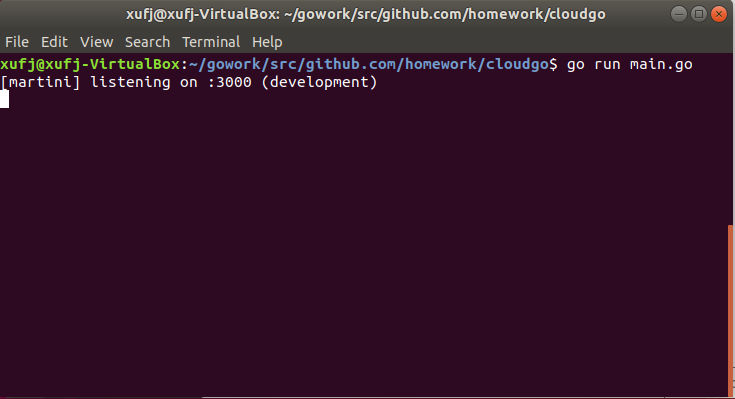 xufj@xufj-VirtualBox: ~/gowork/src/github.com/homework/cloudgo
File Edit View Search Terminal Help
xufj@xufj-VirtualBox:~/gowork/src/github.com/homework/cloudgo$ go run main.go
[martini] listening on :3000 (development)